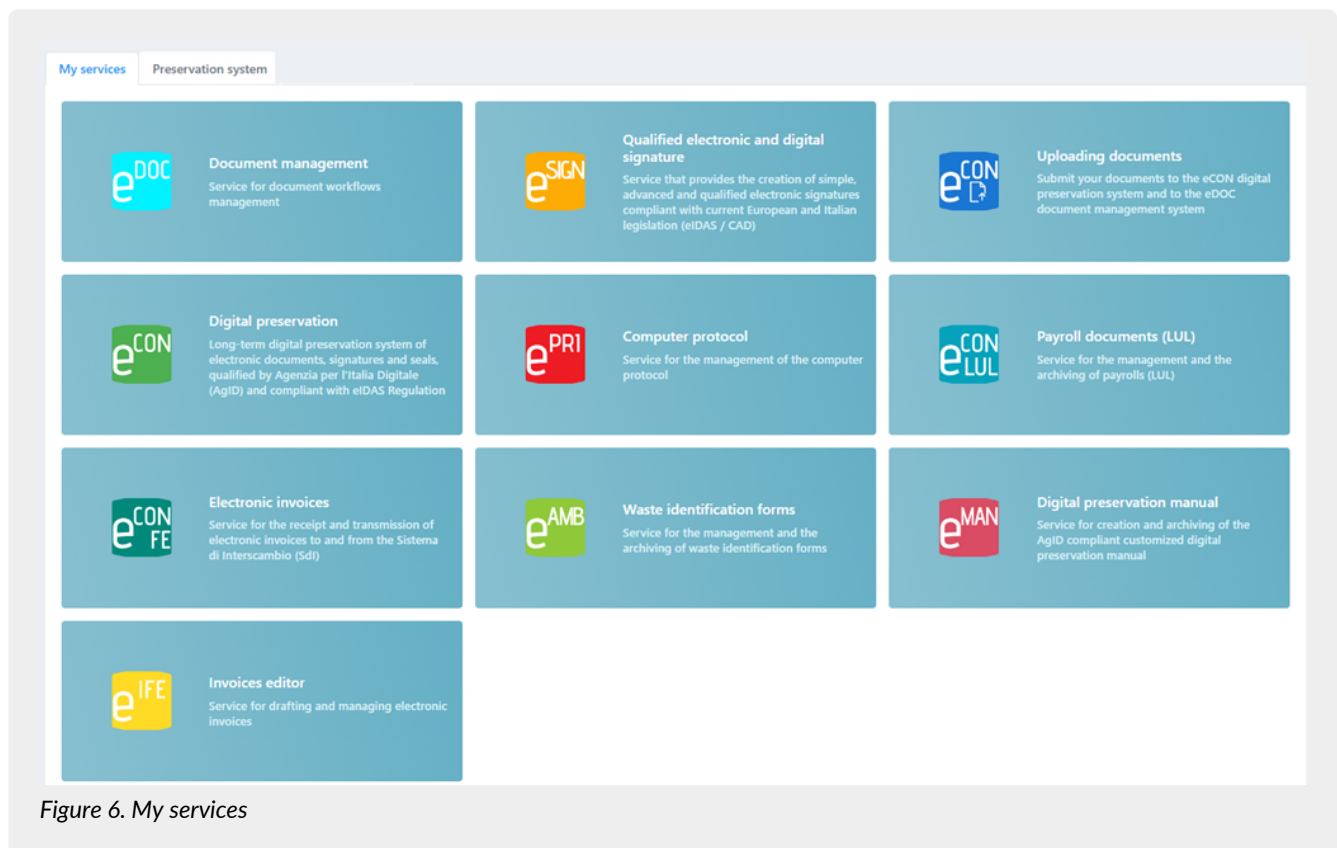 My services
Preservation system
eDOC
Document management
Service for document workflows
management
eSIGN
Qualified electronic and digital
signature
Service that provides the creation of simple,
advanced and qualified electronic signatures
compliant with current European and Italian
legislation (eIDAS / CAD)
eCON
Uploading documents
Submit your documents to the eCON digital
preservation system and to the eDOC
document management system
eCON
Digital preservation
Long-term digital preservation system of
electronic documents, signatures and seals,
qualified by Agenzia per l'Italia Digitale
(AgID) and compliant with eIDAS Regulation
ePRI
Computer protocol
Service for the management of the computer
protocol
eCON
LUL
Payroll documents (LUL)
Service for the management and the
archiving of payrolls (LUL)
eCON
FE
Electronic invoices
Service for the receipt and transmission of
electronic invoices to and from the Sistema
di Interscambio (SdI)
eAMB
Waste identification forms
Service for the management and the
archiving of waste identification forms
eMAN
Digital preservation manual
Service for creation and archiving of the
AgID compliant customized digital
preservation manual
eIFE
Invoices editor
Service for drafting and managing electronic
invoices
Figure 6. My services